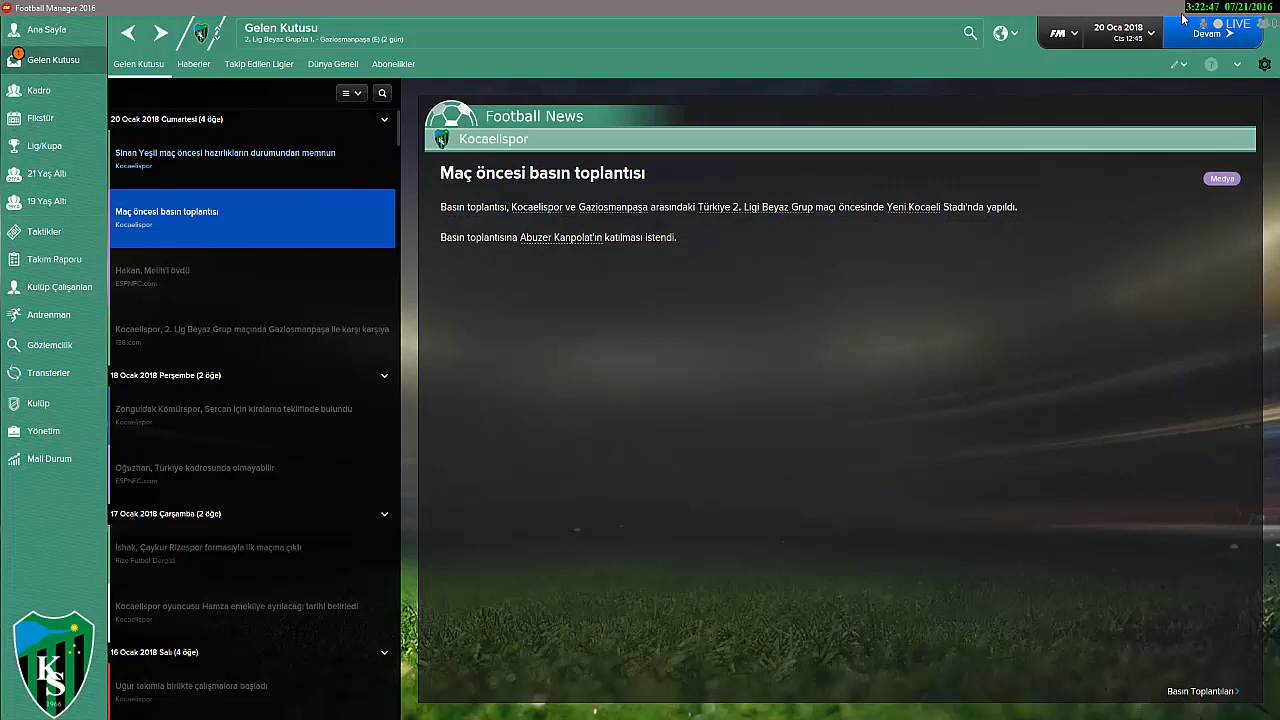 Football Manager 2016
3:22:47 07/21/2016
LIVE 0
Ana Sayfa
Gelen Kutusu
1
Kadro
Fikstür
Lig/Kupa
21 Yaş Altı
19 Yaş Altı
Taktikler
Takım Raporu
Kulüp Çalışanları
Antrenman
Gözlemcilik
Transferler
Kulüp
Yönetim
Mali Durum
KS
1966
Gelen Kutusu
2. Lig Beyaz Grup'ta 1. - Gaziosmanpaşa (E) (2 gün)
FM
20 Oca 2018
Cts 12:45
Devam
Gelen Kutusu
Haberler
Takip Edilen Ligler
Dünya Geneli
Abonelikler
20 Ocak 2018 Cumartesi (4 öğe)
Sinan Yeşil maç öncesi hazırlıkların durumundan memnun
Kocaelispor
Maç öncesi basın toplantısı
Kocaelispor
Hakan, Melih'i övdü
ESPNFC.com
Kocaelispor, 2. Lig Beyaz Grup maçında Gaziosmanpaşa ile karşı karşıya
138.com
18 Ocak 2018 Perşembe (2 öğe)
Zonguldak Kömürspor, Sercan için kiralama teklifinde bulundu
Kocaelispor
Oğuzhan, Türkiye kadrosunda olmayabilir
ESPNFC.com
17 Ocak 2018 Çarşamba (2 öğe)
İshak, Çaykur Rizespor formasıyla ilk maçına çıktı
Rize Futbol Dergisi
Kocaelispor oyuncusu Hamza emekliye ayrılacağı tarihi belirledi
Kocaelispor
16 Ocak 2018 Salı (4 öğe)
Uğur takımla birlikte çalışmalara başladı
Kocaelispor
Football News
Kocaelispor
Maç öncesi basın toplantısı
Medya
Basın toplantısı, Kocaelispor ve Gaziosmanpaşa arasındaki Türkiye 2. Ligi Beyaz Grup maçı öncesinde Yeni Kocaeli Stadı'nda yapıldı.
Basın toplantısına Abuzer Kanpolat'ın katılması istendi.
Basın Toplantıları